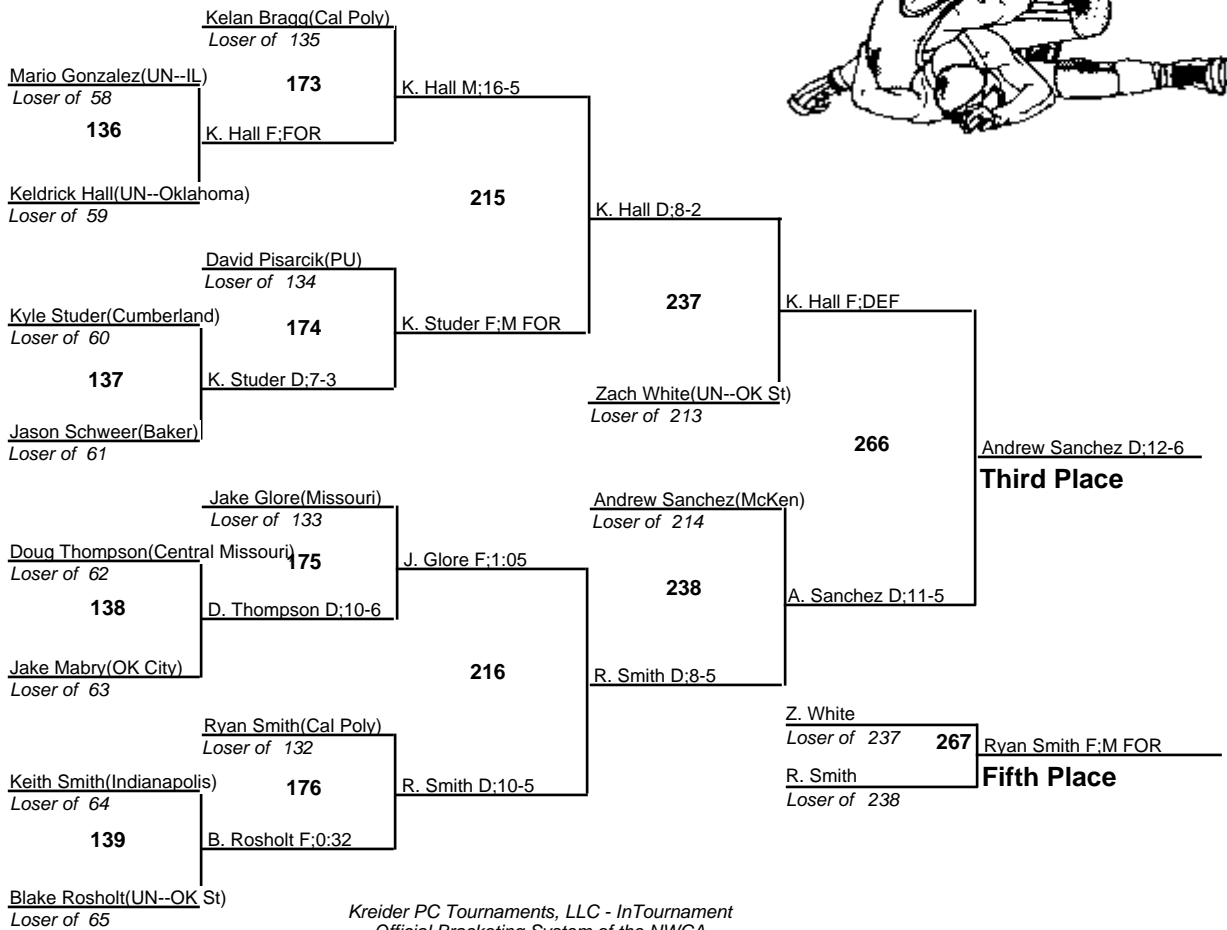 Kelan Bragg(Cal Poly)
Loser of 135
Mario Gonzalez(UN--IL)
Loser of 58
173
K. Hall M;16-5
136
K. Hall F;FOR
Keldrick Hall(UN--Oklahoma)
Loser of 59
215
K. Hall D;8-2
David Pisarcik(PU)
Loser of 134
Kyle Studer(Cumberland)
Loser of 60
174
K. Studer F;M FOR
237
K. Hall F;DEF
137
K. Studer D;7-3
Zach White(UN--OK St)
Loser of 213
Jason Schweer(Baker)
Loser of 61
266
Andrew Sanchez D;12-6
Third Place
Jake Glore(Missouri)
Loser of 133
Andrew Sanchez(McKen)
Loser of 214
Doug Thompson(Central Missouri)
Loser of 62
175
J. Glore F;1:05
238
A. Sanchez D;11-5
138
D. Thompson D;10-6
Jake Mabry(OK City)
Loser of 63
216
R. Smith D;8-5
Ryan Smith(Cal Poly)
Loser of 132
Z. White
Loser of 237
267
Ryan Smith F;M FOR
Fifth Place
R. Smith
Loser of 238
Keith Smith(Indianapolis)
Loser of 64
176
R. Smith D;10-5
139
B. Rosholt F;0:32
Blake Rosholt(UN--OK St)
Loser of 65
Kreider PC Tournaments, LLC - InTournament
Official Bracketing System of the NWCA